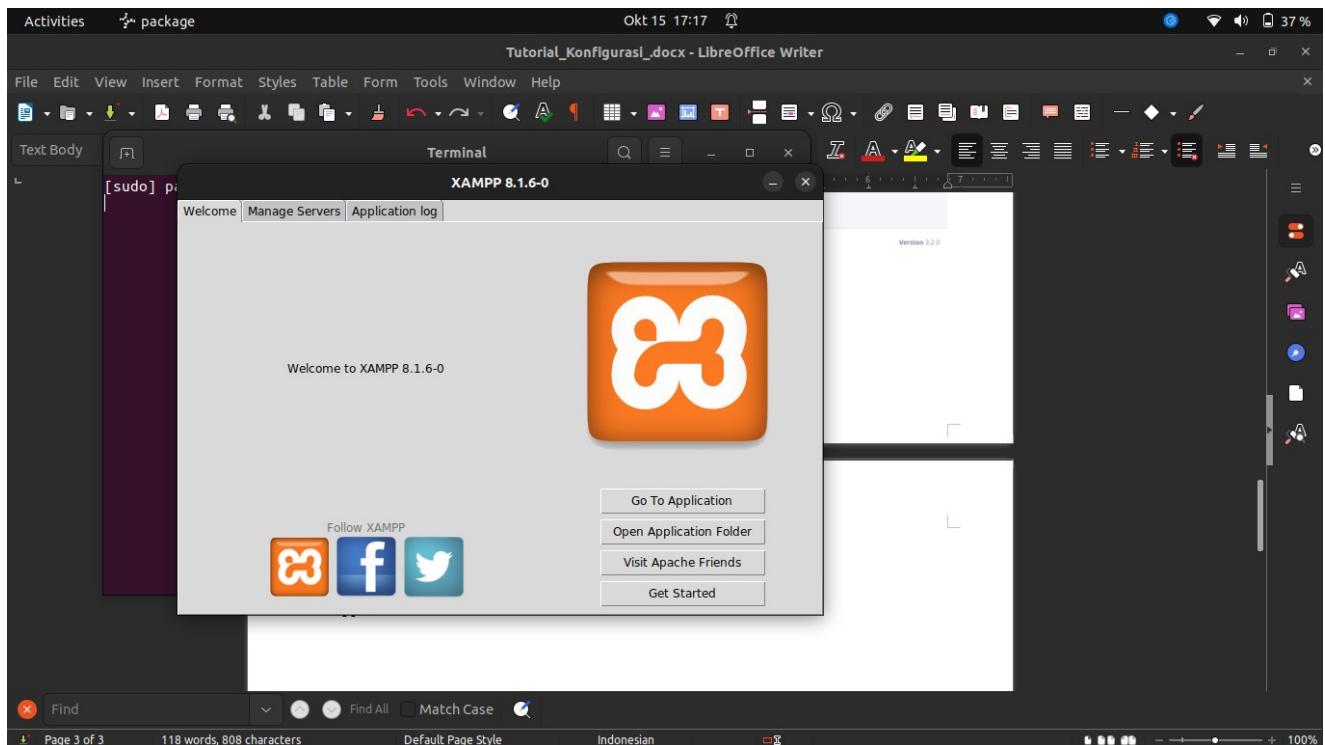 Activities package Okt 15 17:17 37 %
Tutorial_Konfigurasi_.docx - LibreOffice Writer
File Edit View Insert Format Styles Table Form Tools Window Help
Text Body
Terminal
[sudo] pa
XAMPP 8.1.6-0
Welcome Manage Servers Application log
6 7
Version 3.2.0
Welcome to XAMPP 8.1.6-0
Go To Application
Follow XAMPP
Open Application Folder
Visit Apache Friends
Get Started
Find Find All Match Case
Page 3 of 3 118 words, 808 characters Default Page Style Indonesian 100%